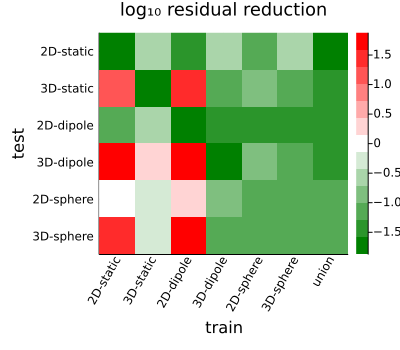 log₁₀ residual reduction
2D-static
3D-static
2D-dipole
3D-dipole
2D-sphere
3D-sphere
test
2D-static
3D-static
2D-dipole
3D-dipole
2D-sphere
3D-sphere
union
train
1.5
1.0
0.5
0
−0.5
−1.0
−1.5